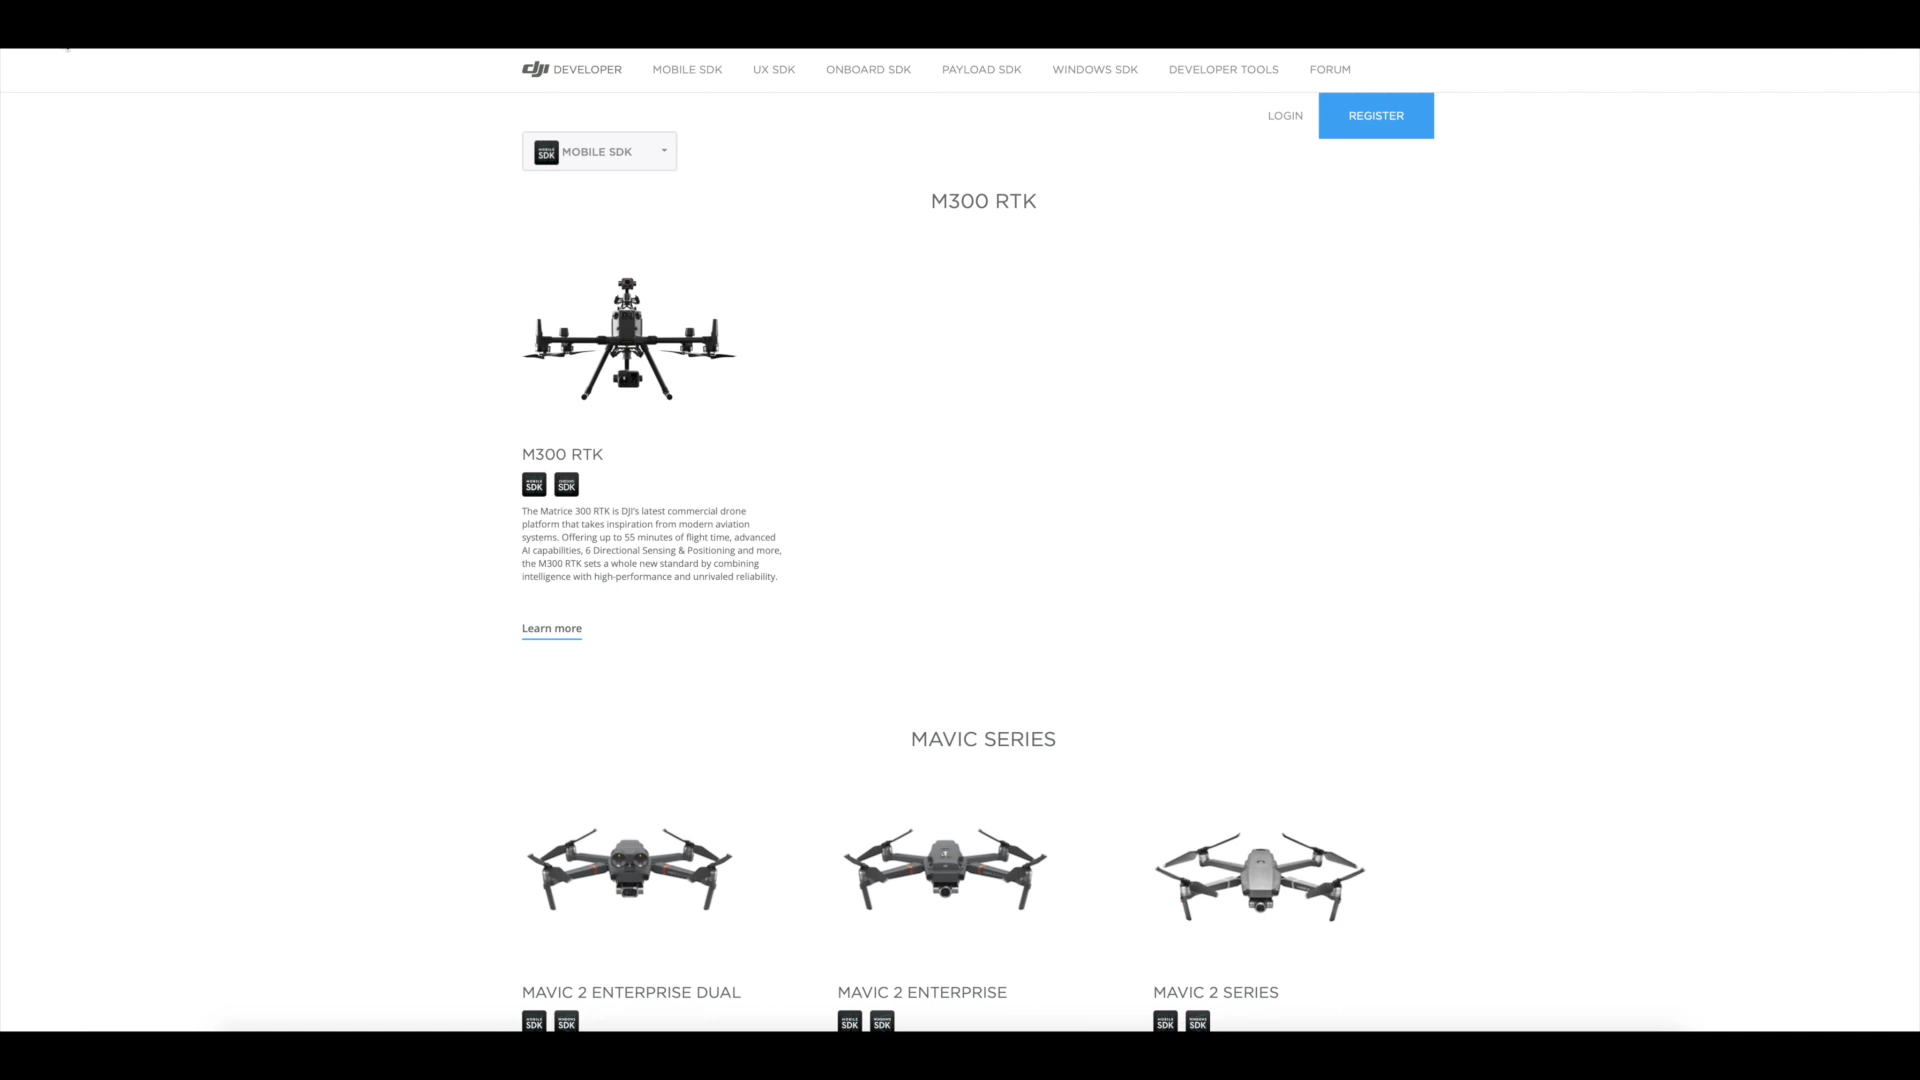 dji DEVELOPER MOBILE SDK UX SDK ONBOARD SDK PAYLOAD SDK WINDOWS SDK DEVELOPER TOOLS FORUM
LOGIN REGISTER
MOBILE SDK MOBILE SDK
M300 RTK
M300 RTK
MOBILE SDK ONBOARD SDK
The Matrice 300 RTK is DJI's latest commercial drone
platform that takes inspiration from modern aviation
systems. Offering up to 55 minutes of flight time, advanced
AI capabilities, 6 Directional Sensing & Positioning and more,
the M300 RTK sets a whole new standard by combining
intelligence with high-performance and unrivaled reliability.
Learn more
MAVIC SERIES
MAVIC 2 ENTERPRISE DUAL MAVIC 2 ENTERPRISE MAVIC 2 SERIES
MOBILE SDK WINDOWS SDK MOBILE SDK WINDOWS SDK MOBILE SDK WINDOWS SDK